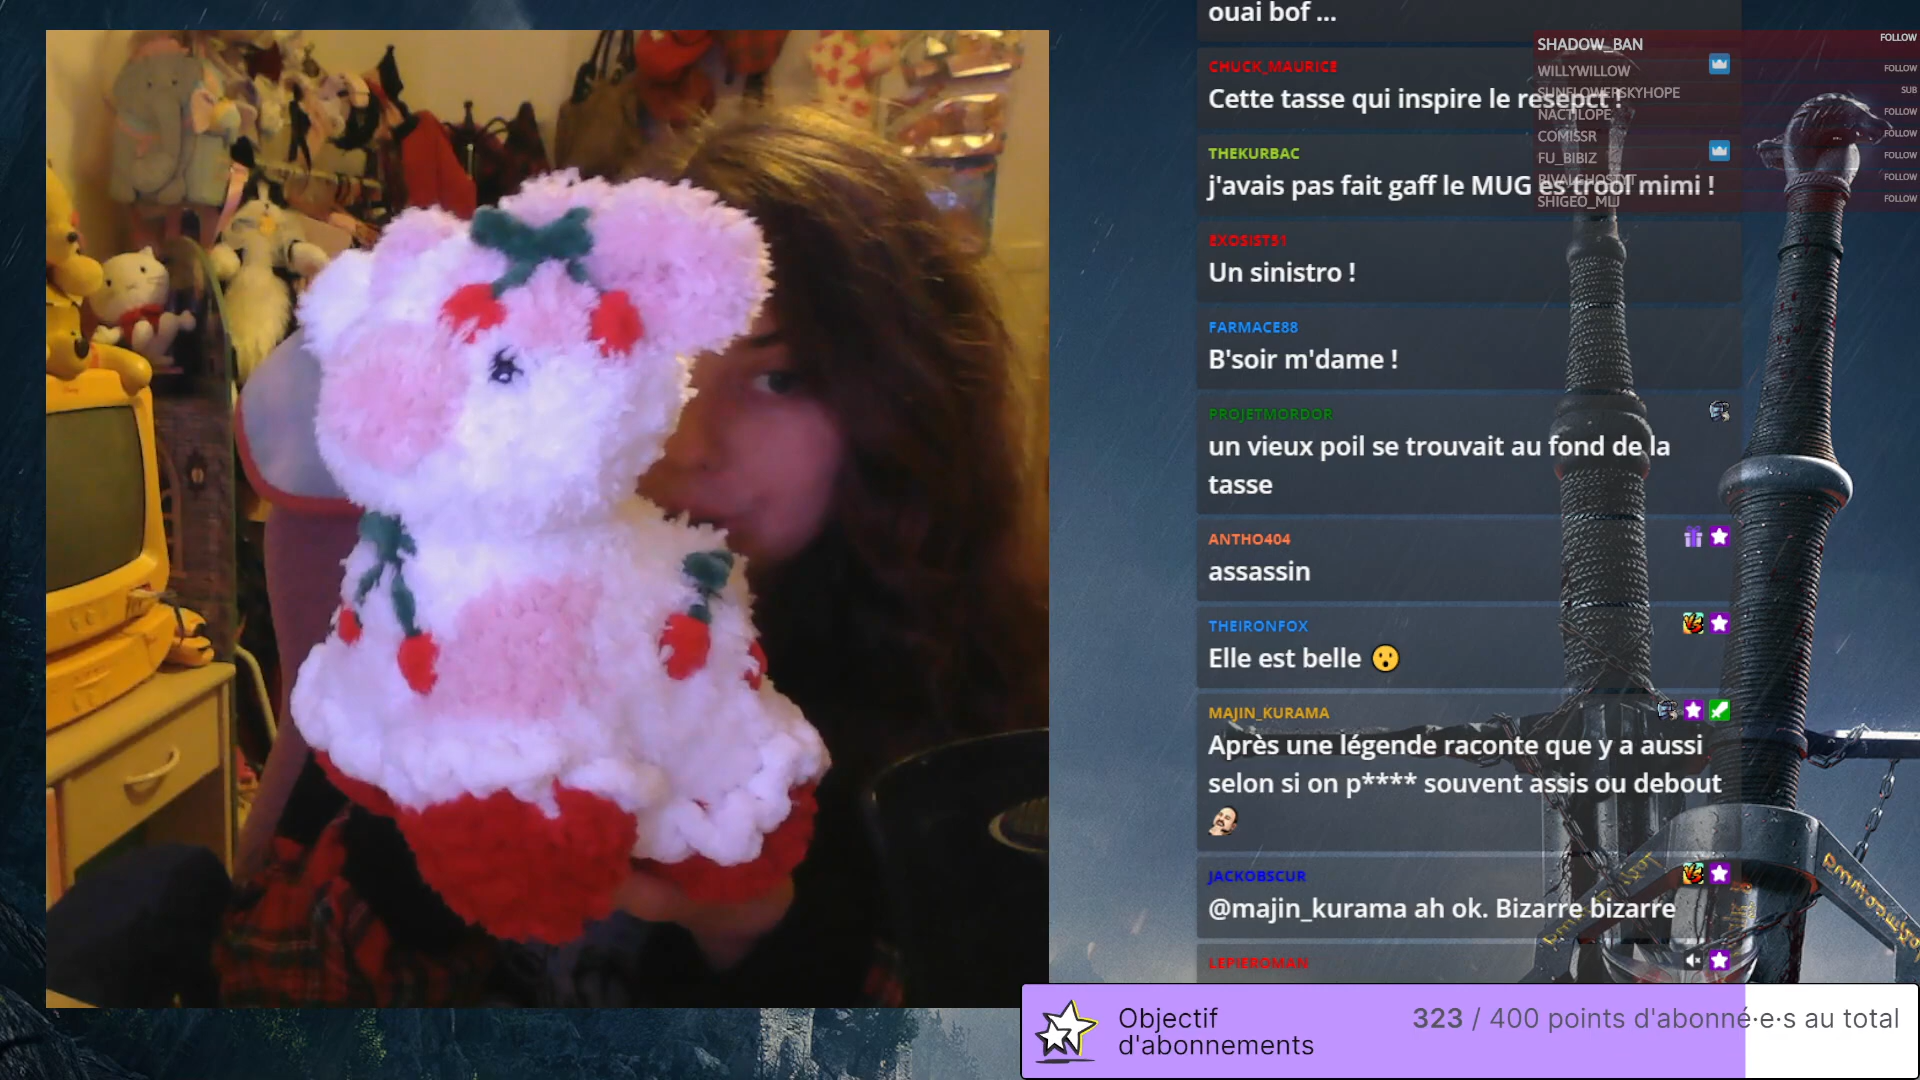 ouai bof ...
CHUCK_MAURICE
Cette tasse qui inspire le resepct !
THEKURBAC
j'avais pas fait gaff le MUG es trool mimi !
EXOSIST51
Un sinistro !
FARMACE88
B'soir m'dame !
PROJETMORDOR
un vieux poil se trouvait au fond de la
tasse
ANTHO404
assassin
THEIRONFOX
Elle est belle 😮
MAJIN_KURAMA
Après une légende raconte que y a aussi
selon si on p**** souvent assis ou debout
JACKOBSCUR
@majin_kurama ah ok. Bizarre bizarre
LEPIEROMAN
SHADOW_BAN FOLLOW
WILLYWILLOW FOLLOW
SUNFLOWERSKYHOPE SUB
NACTILOPE FOLLOW
COMISSR FOLLOW
FU_BIBIZ FOLLOW
FOLLOW
SHIGEO_MIJ FOLLOW
Objectif
d'abonnements
323 / 400 points d'abonné·e·s au total